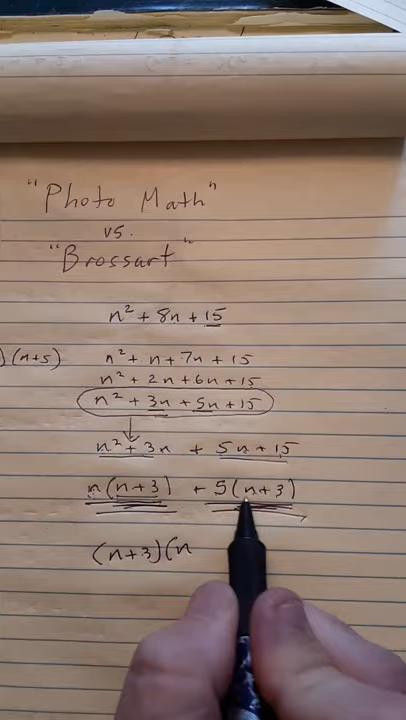 "Photo Math"
vs.
"Brossart"
n² + 8n + 15
)(n+5)
n² + n + 7n + 15
n² + 2n + 6n + 15
n² + 3n + 5n + 15
n² + 3n + 5n + 15
n(n+3) + 5(n+3)
(n+3)(n